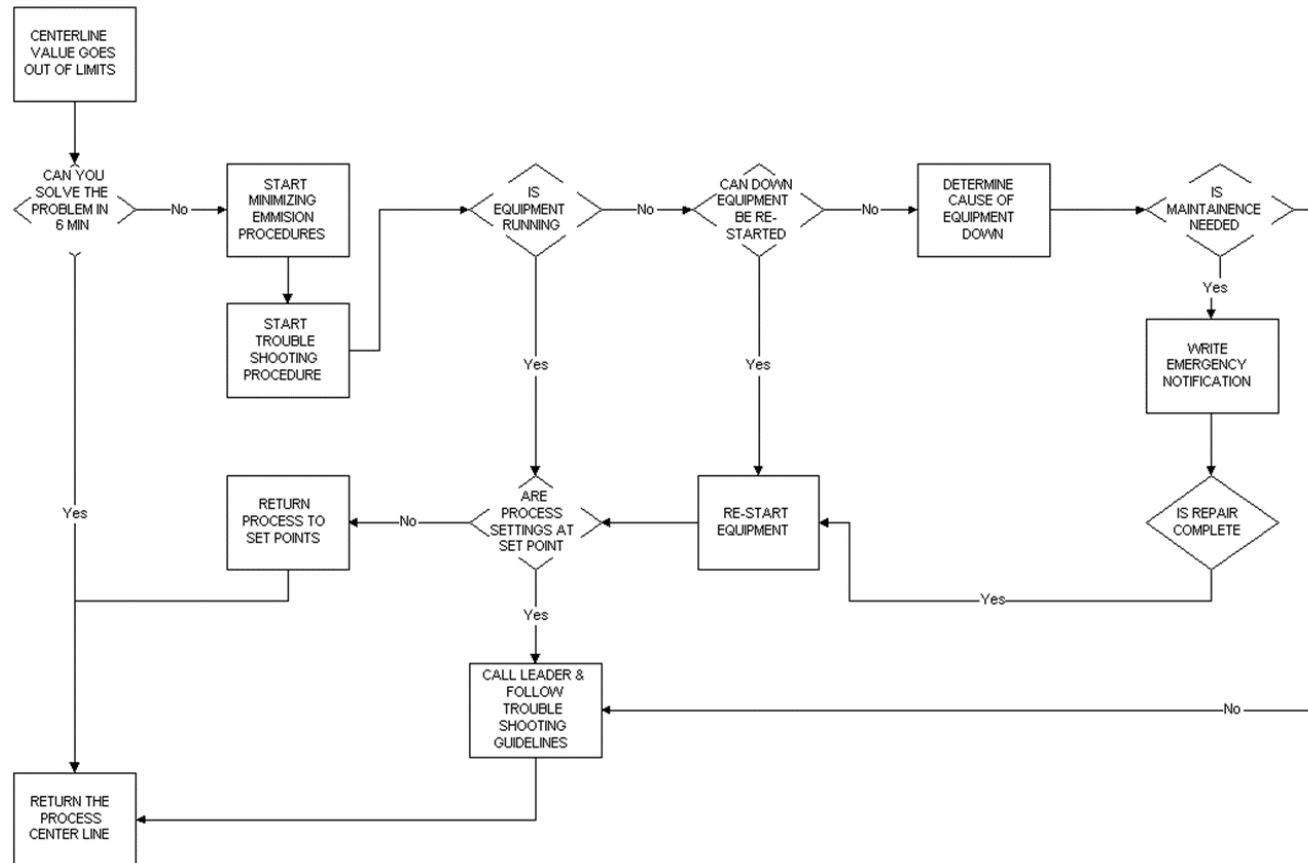 CENTERLINE
VALUE GOES
OUT OF LIMITS
CAN YOU
SOLVE THE
PROBLEM IN
6 MIN
No
START
MINIMIZING
EMMISION
PROCEDURES
IS
EQUIPMENT
RUNNING
No
CAN DOWN
EQUIPMENT
BE RE-
STARTED
No
DETERMINE
CAUSE OF
EQUIPMENT
DOWN
IS
MAINTAINENCE
NEEDED
Yes
START
TROUBLE
SHOOTING
PROCEDURE
Yes
Yes
WRITE
EMERGENCY
NOTIFICATION
Yes
RETURN
PROCESS TO
SET POINTS
No
ARE
PROCESS
SETTINGS AT
SET POINT
RE-START
EQUIPMENT
IS REPAIR
COMPLETE
Yes
Yes
CALL LEADER &
FOLLOW
TROUBLE
SHOOTING
GUIDELINES
No
RETURN THE
PROCESS
CENTER LINE